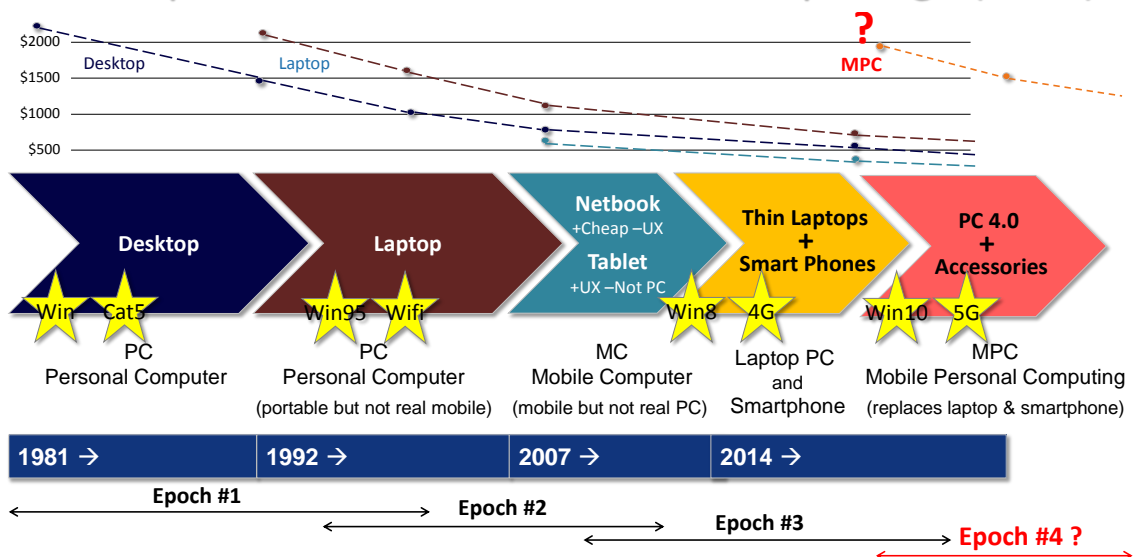 ?
$2000
Desktop
Laptop
MPC
$1500
$1000
$500
Desktop
Laptop
Netbook
+Cheap –UX
Tablet
+UX –Not PC
Thin Laptops
+
Smart Phones
PC 4.0
+
Accessories
Win
Cat5
Win95
Wifi
Win8
4G
Win10
5G
PC
Personal Computer
PC
Personal Computer
(portable but not real mobile)
MC
Mobile Computer
(mobile but not real PC)
Laptop PC
and
Smartphone
MPC
Mobile Personal Computing
(replaces laptop & smartphone)
1981 →
1992 →
2007 →
2014 →
Epoch #1
Epoch #2
Epoch #3
Epoch #4 ?